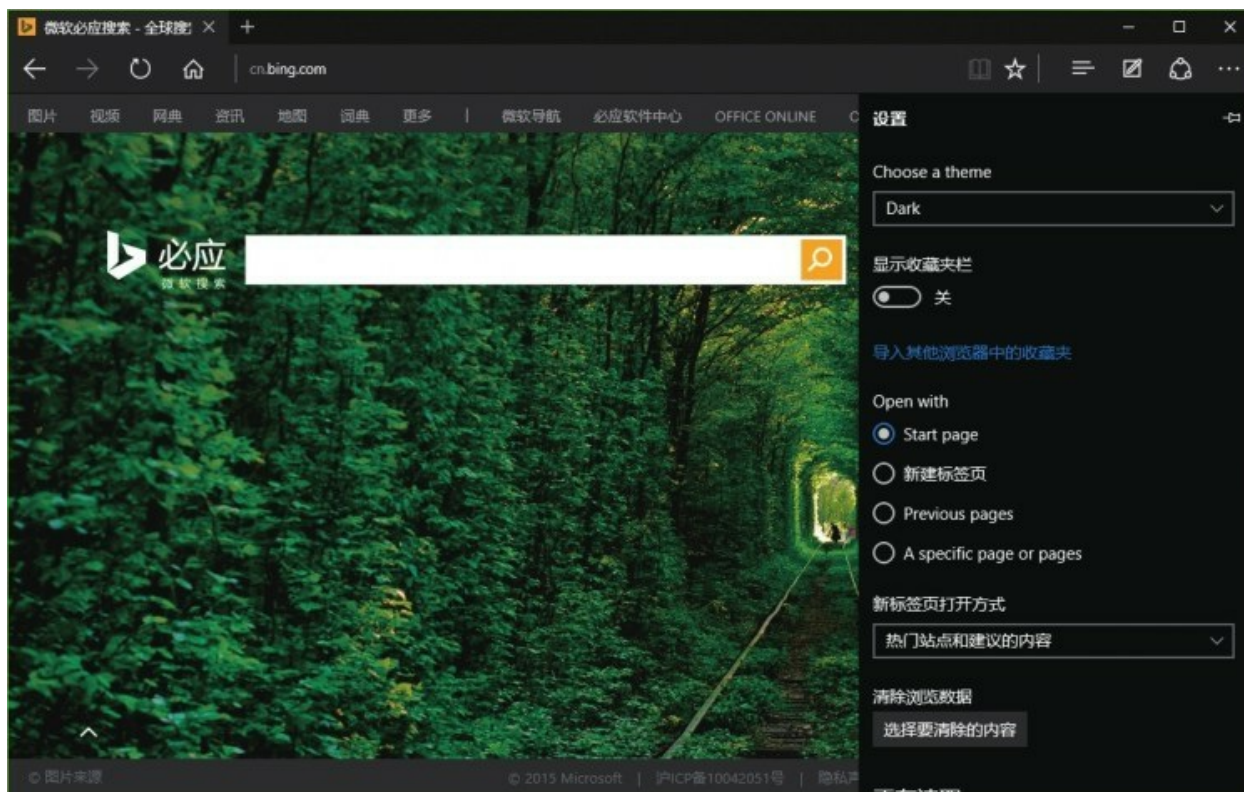 微软必应搜索 - 全球搜
cn.bing.com
图片 视频 网典 资讯 地图 词典 更多 | 微软导航 必应软件中心 OFFICE ONLINE
必应
微软搜索
© 图片来源 © 2015 Microsoft | 沪ICP备10042051号 | 隐私声
设置
Choose a theme
Dark
显示收藏夹栏
关
导入其他浏览器中的收藏夹
Open with
Start page
新建标签页
Previous pages
A specific page or pages
新标签页打开方式
热门站点和建议的内容
清除浏览数据
选择要清除的内容